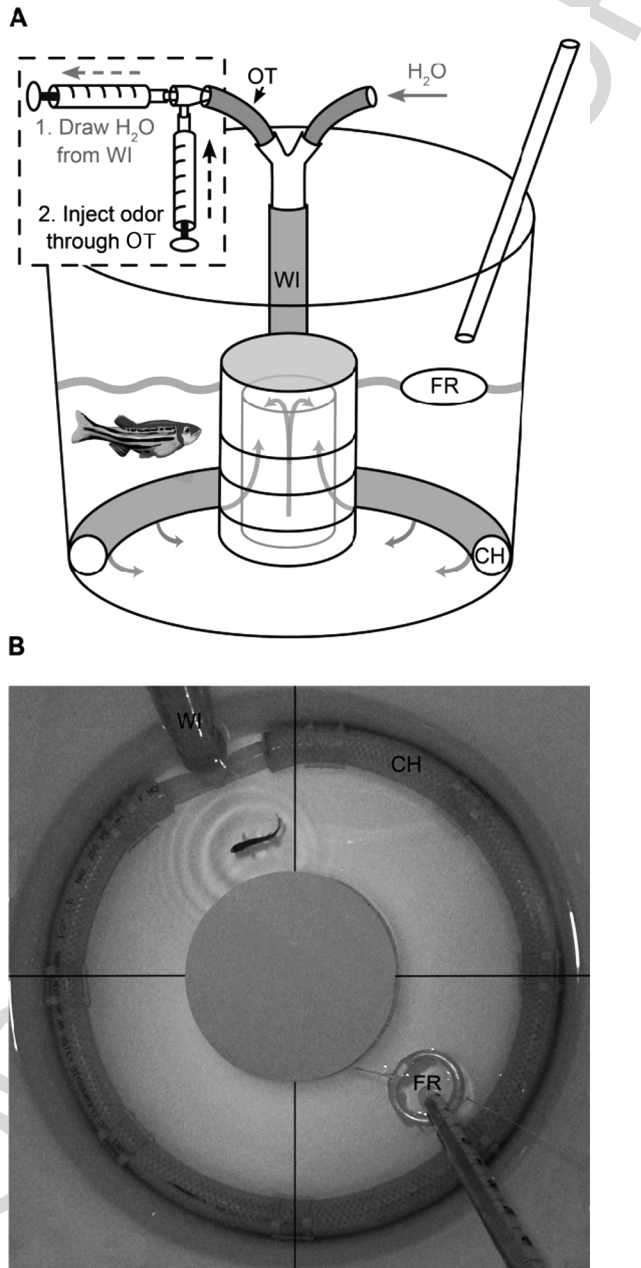 A
OT
H₂O
1. Draw H₂O
from WI
2. Inject odor
through OT
WI
FR
CH
B
WI
CH
FR